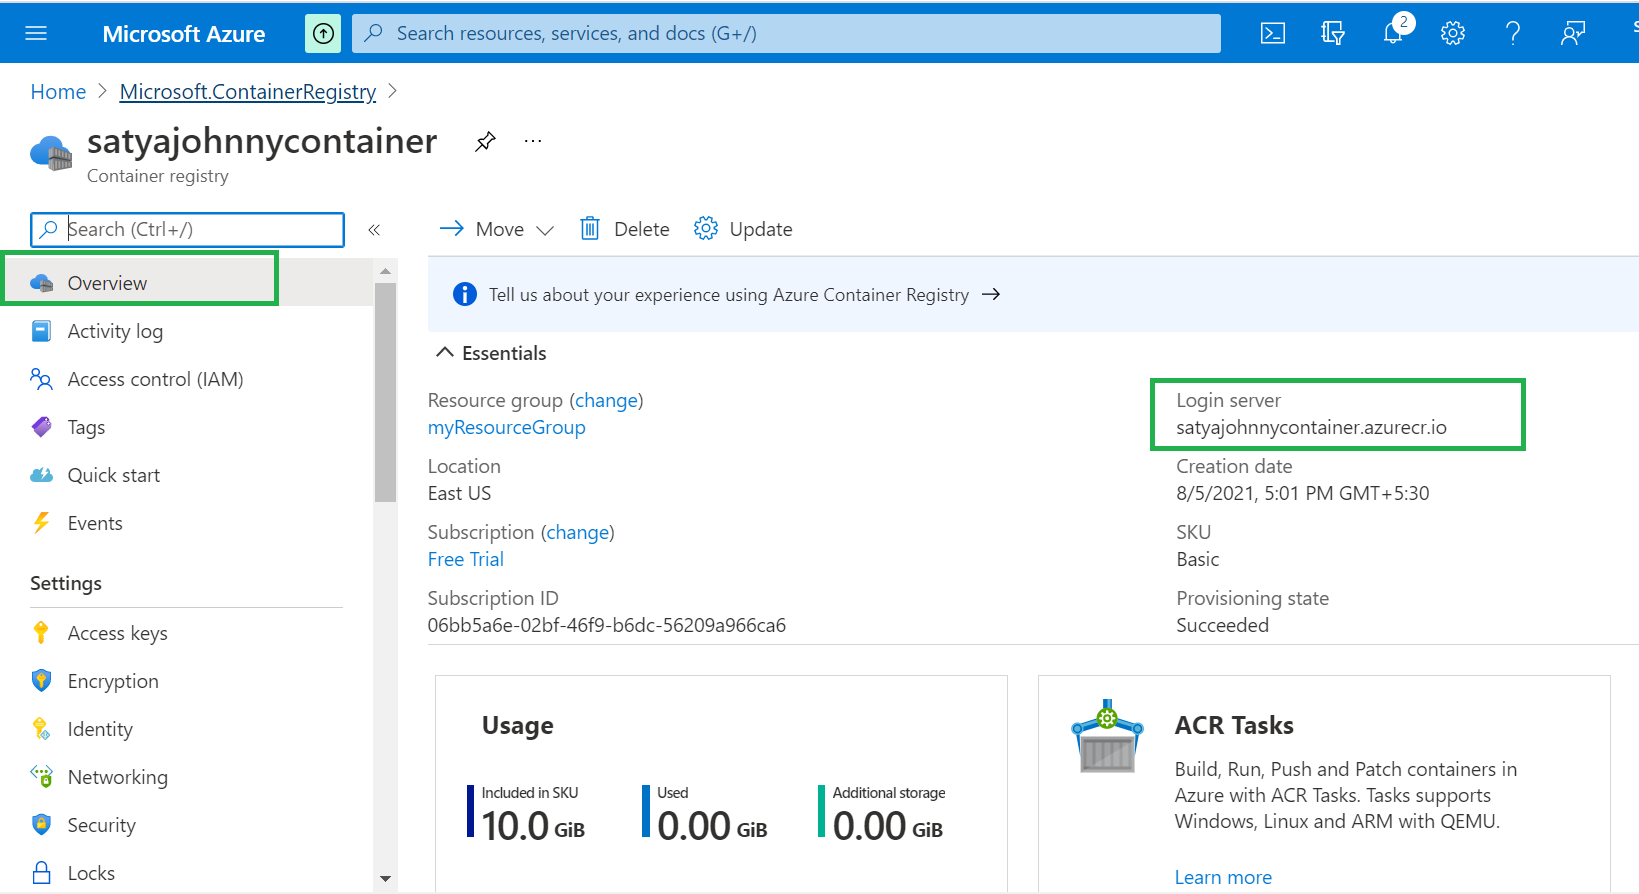 Microsoft Azure
Search resources, services, and docs (G+/)
2
Home > Microsoft.ContainerRegistry >
satyajohnnycontainer
...
Container registry
Search (Ctrl+/)
«
Move
Delete
Update
Overview
Activity log
Access control (IAM)
Tags
Quick start
Events
Settings
Access keys
Encryption
Identity
Networking
Security
Locks
Tell us about your experience using Azure Container Registry →
Essentials
Resource group (change)
myResourceGroup
Location
East US
Subscription (change)
Free Trial
Subscription ID
06bb5a6e-02bf-46f9-b6dc-56209a966ca6
Login server
satyajohnnycontainer.azurecr.io
Creation date
8/5/2021, 5:01 PM GMT+5:30
SKU
Basic
Provisioning state
Succeeded
Usage
Included in SKU
10.0 GiB
Used
0.00 GiB
Additional storage
0.00 GiB
ACR Tasks
Build, Run, Push and Patch containers in
Azure with ACR Tasks. Tasks supports
Windows, Linux and ARM with QEMU.
Learn more